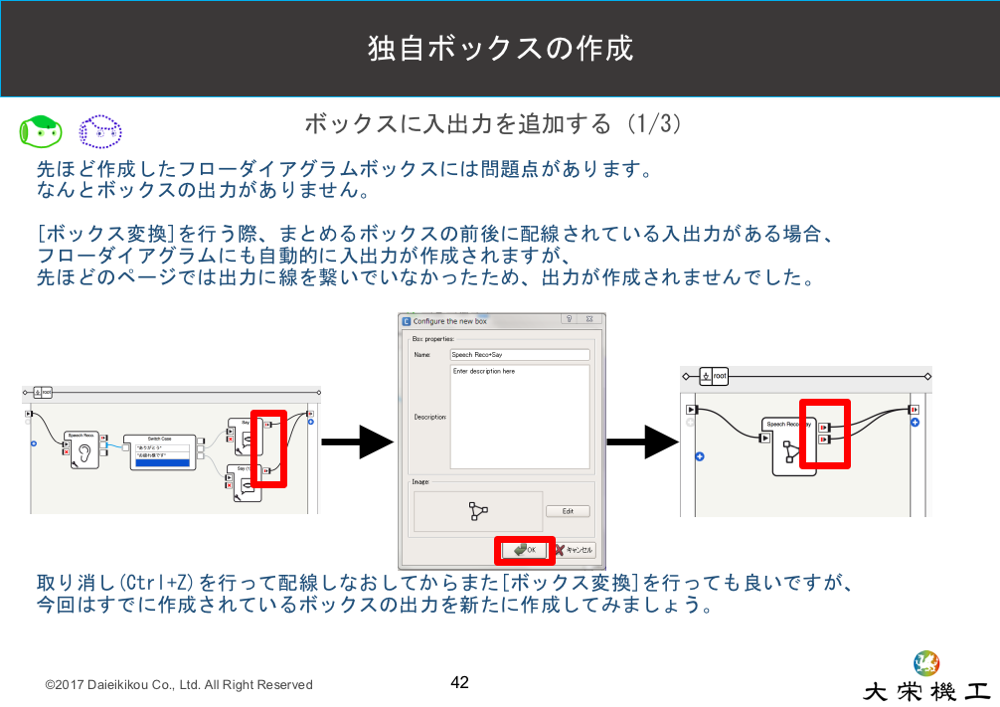 独自ボックスの作成
ボックスに入出力を追加する (1/3)
先ほど作成したフローダイアグラムボックスには問題点があります。
なんとボックスの出力がありません。
[ボックス変換]を行う際、まとめるボックスの前後に配線されている入出力がある場合、
フローダイアグラムにも自動的に入出力が作成されますが、
先ほどのページでは出力に線を繋いでいなかったため、出力が作成されませんでした。
root
Speech Reco.
Switch Case
"ありがとう"
"お疲れ様です"
Say
Say (1)
Configure the new box
Box properties:
Name:
Speech Reco+Say
Enter description here
Description:
Image:
Edit
OK
キャンセル
root
Speech Reco+Say
取り消し(Ctrl+Z)を行って配線しなおしてからまた[ボックス変換]を行っても良いですが、
今回はすでに作成されているボックスの出力を新たに作成してみましょう。
©2017 Daieikikou Co., Ltd. All Right Reserved
42
大栄機工